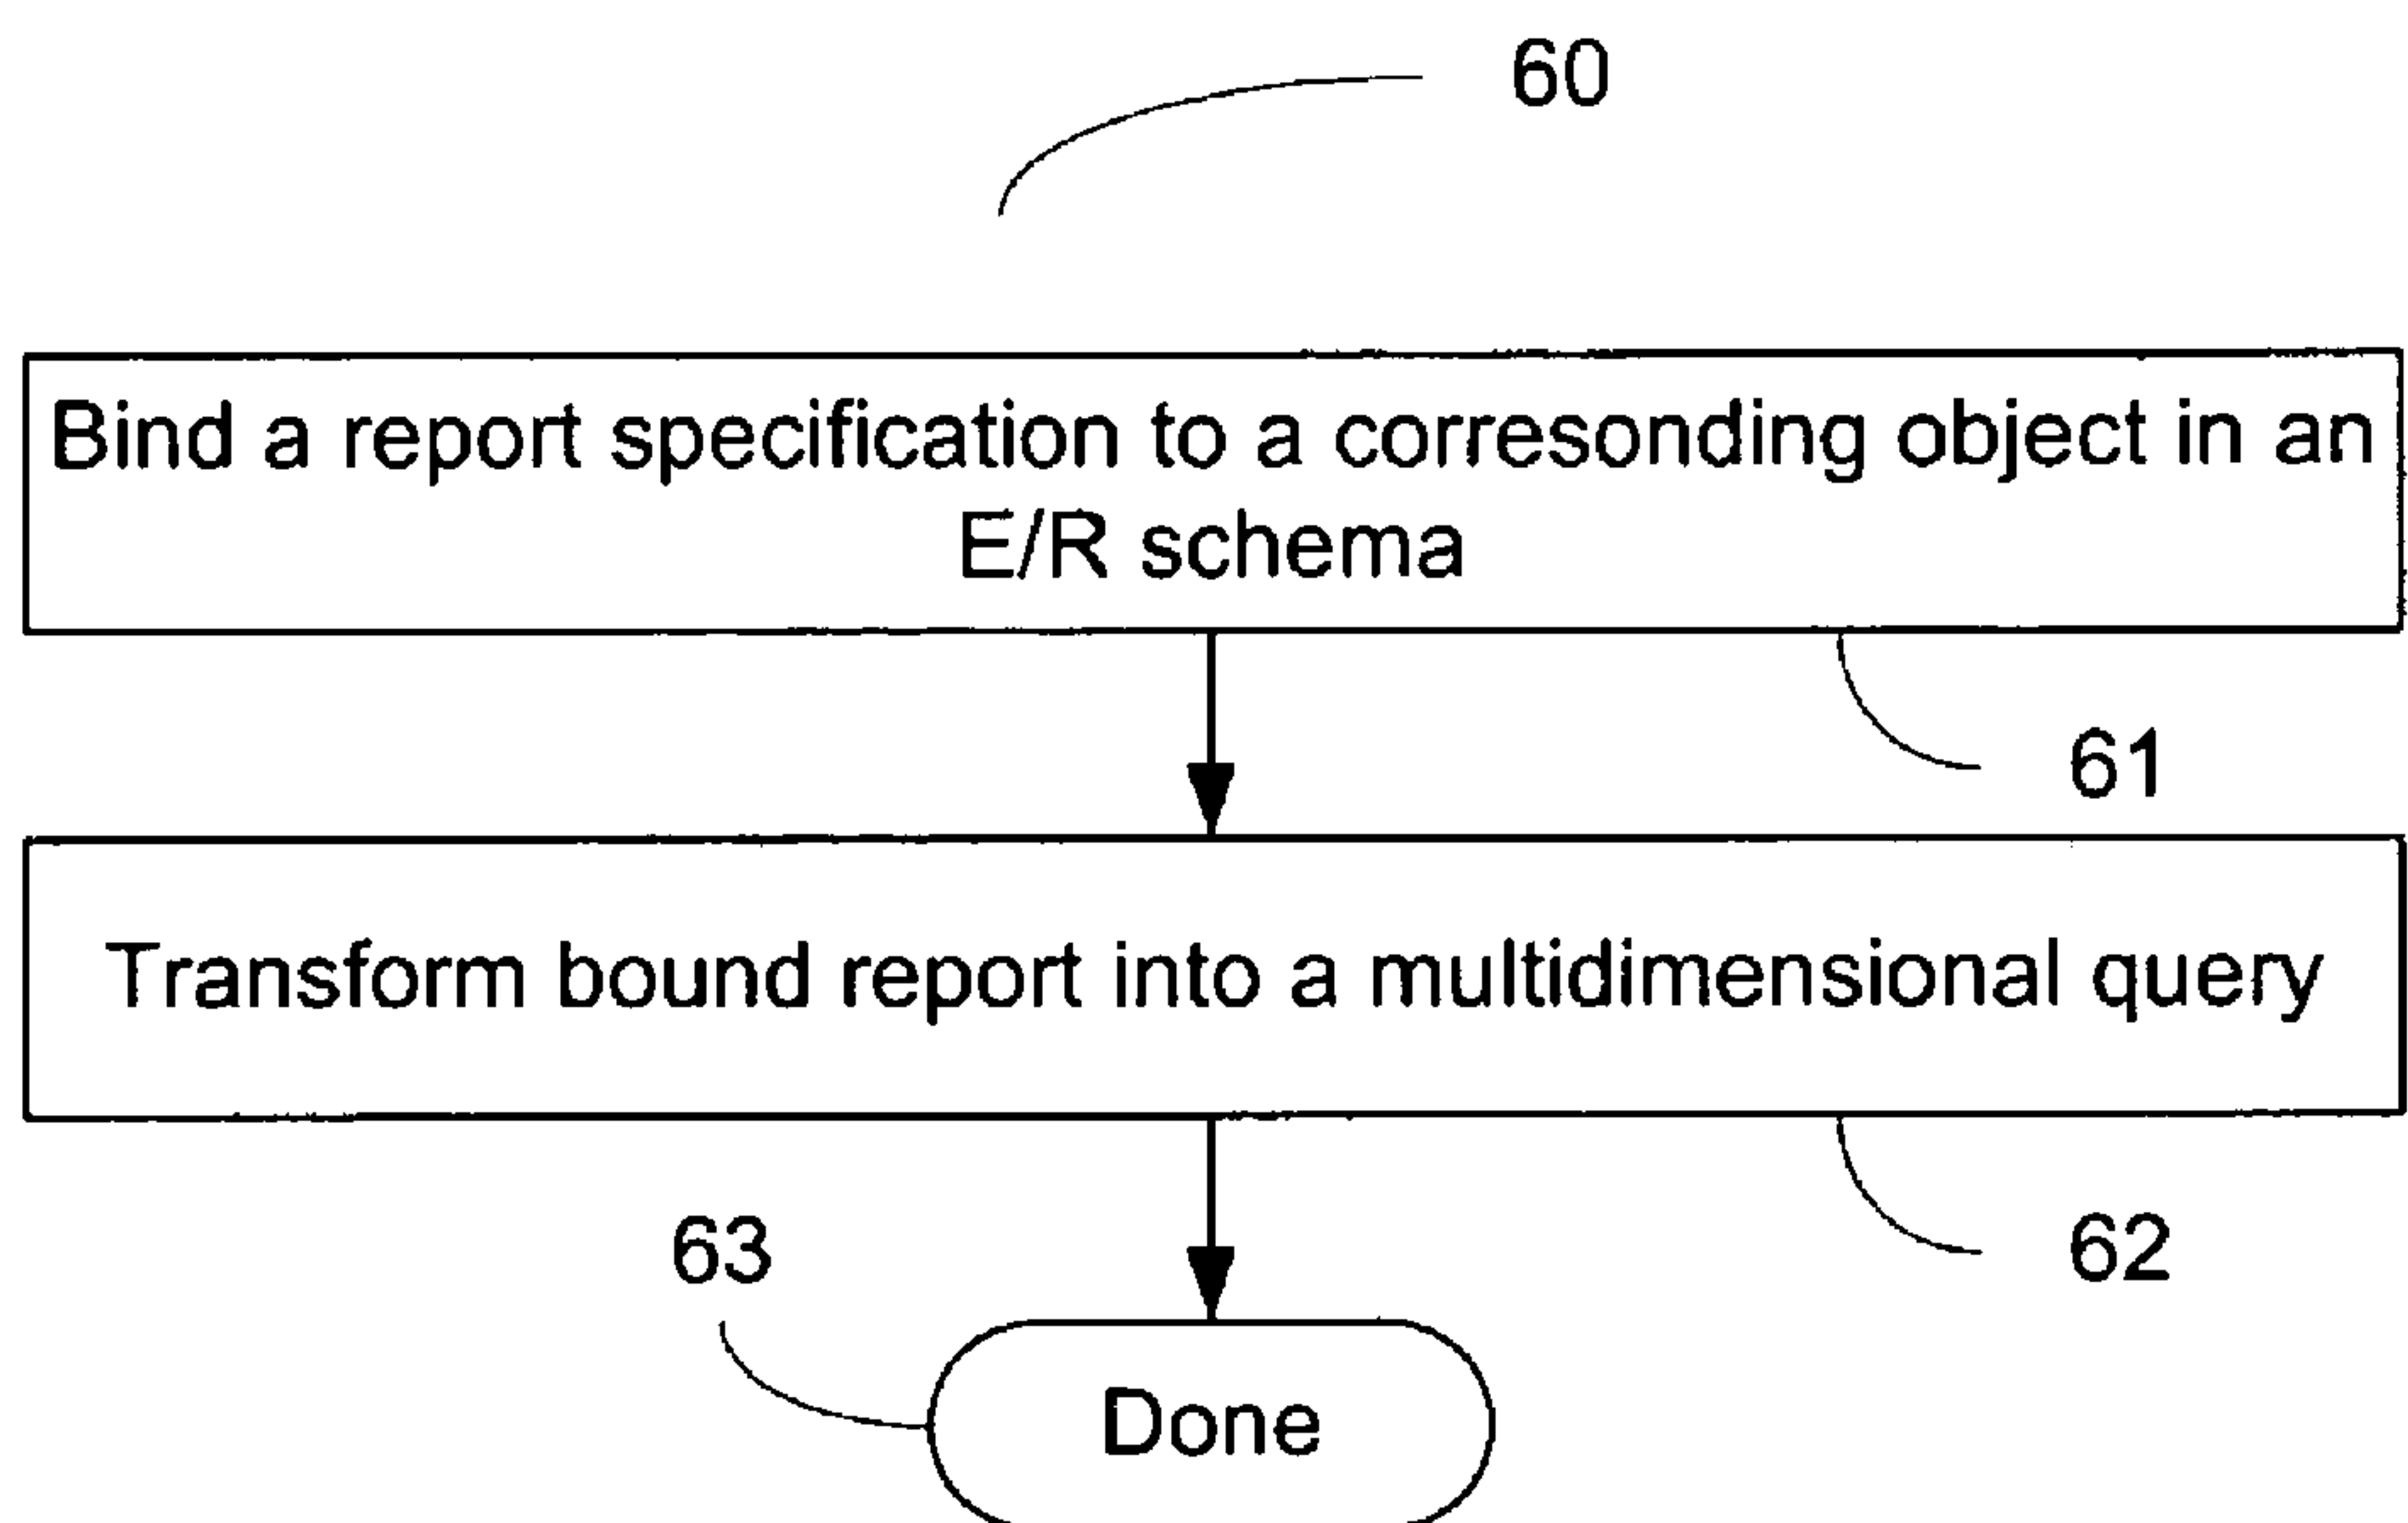 60
Bind a report specification to a corresonding object in an
E/R schema
61
Transform bound report into a multidimensional query
62
63
Done